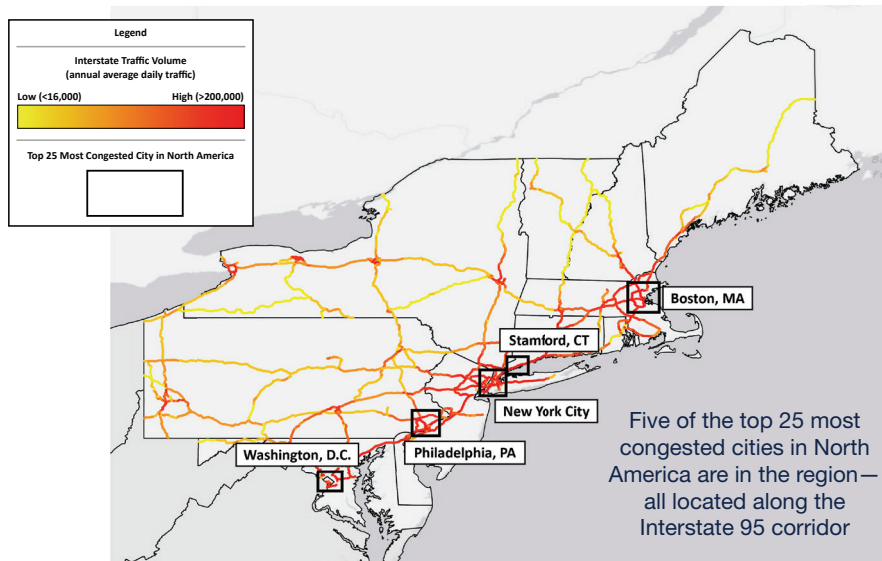 Legend
Interstate Traffic Volume
(annual average daily traffic)
Low (<16,000) High (>200,000)
Top 25 Most Congested City in North America
Boston, MA
Stamford, CT
New York City
Washington, D.C.
Philadelphia, PA
Five of the top 25 most
congested cities in North
America are in the region—
all located along the
Interstate 95 corridor